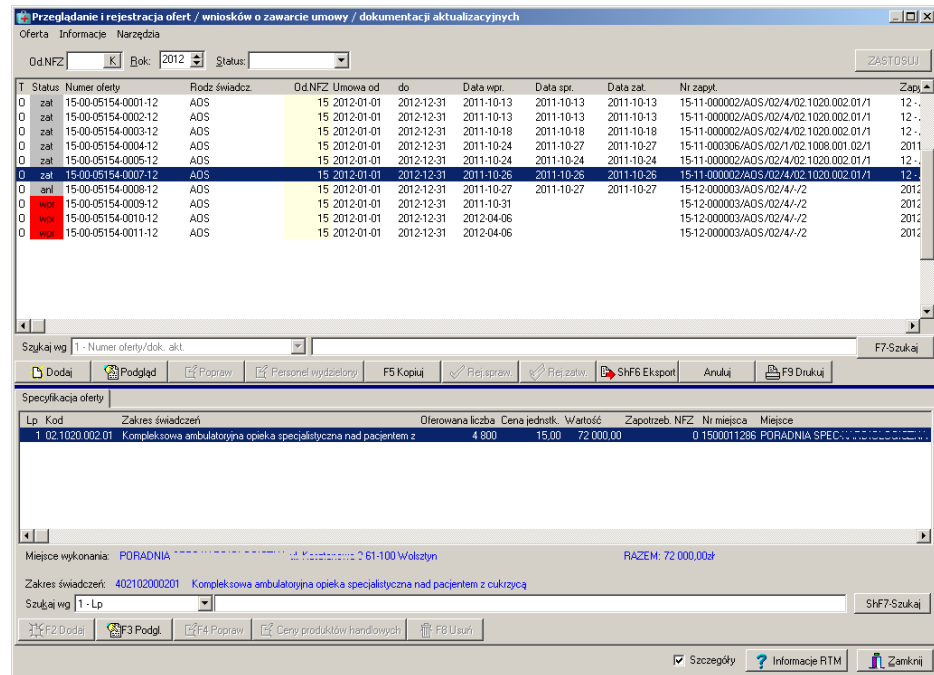 Przeglądanie i rejestracja ofert / wniosków o zawarcie umowy / dokumentacji aktualizacyjnych
Oferta Informacje Narzędzia
Od.NFZ K Rok: 2012 Status: ZASTOSUJ
T Status Numer oferty Rodz świadcz. Od.NFZ Umowa od do Data wpr. Data spr. Data zat. Nr zapyt. Zapy
O zat 15-00-05154-0001-12 AOS 15 2012-01-01 2012-12-31 2011-10-13 2011-10-13 2011-10-13 15-11-000002/AOS/02/4/02.1020.002.01/1 12 -
O zat 15-00-05154-0002-12 AOS 15 2012-01-01 2012-12-31 2011-10-13 2011-10-13 2011-10-13 15-11-000002/AOS/02/4/02.1020.002.01/1 12 -
O zat 15-00-05154-0003-12 AOS 15 2012-01-01 2012-12-31 2011-10-18 2011-10-18 2011-10-18 15-11-000002/AOS/02/4/02.1020.002.01/1 12 -
O zat 15-00-05154-0004-12 AOS 15 2012-01-01 2012-12-31 2011-10-24 2011-10-27 2011-10-27 15-11-000306/AOS/02/1/02.1008.001.02/1 2011
O zat 15-00-05154-0005-12 AOS 15 2012-01-01 2012-12-31 2011-10-24 2011-10-24 2011-10-24 15-11-000002/AOS/02/4/02.1020.002.01/1 12 -
O zat 15-00-05154-0007-12 AOS 15 2012-01-01 2012-12-31 2011-10-26 2011-10-26 2011-10-26 15-11-000002/AOS/02/4/02.1020.002.01/1 12 -
O anl 15-00-05154-0008-12 AOS 15 2012-01-01 2012-12-31 2011-10-27 2011-10-27 2011-10-27 15-12-000003/AOS/02/4/-/2 2012
O wpr 15-00-05154-0009-12 AOS 15 2012-01-01 2012-12-31 2011-10-31 15-12-000003/AOS/02/4/-/2 2012
O wpr 15-00-05154-0010-12 AOS 15 2012-01-01 2012-12-31 2012-04-06 15-12-000003/AOS/02/4/-/2 2012
O wpr 15-00-05154-0011-12 AOS 15 2012-01-01 2012-12-31 2012-04-06 15-12-000003/AOS/02/4/-/2 2012
Szukaj wg 1 - Numer oferty/dok. akt. F7-Szukaj
Dodaj Podgląd Popraw Personel wydzielony F5 Kopiuj Rej.spraw. Rej.zatw. ShF6 Eksport Anuluj F9 Drukuj
Specyfikacja oferty
Lp Kod Zakres świadczeń Oferowana liczba Cena jednstk. Wartość Zapotrzeb. NFZ Nr miejsca Miejsce
1 02.1020.002.01 Kompleksowa ambulatoryjna opieka specjalistyczna nad pacjentem z 4 800 15,00 72 000,00 0 1500011286 PORADNIA
Miejsce wykonania: PORADNIA 61-100 Wolsztyn RAZEM: 72 000,00zł
Zakres świadczeń: 402102000201 Kompleksowa ambulatoryjna opieka specjalistyczna nad pacjentem z cukrzycą
Szukaj wg 1 - Lp ShF7-Szukaj
F2 Dodaj F3 Podgl. F4 Popraw Ceny produktów handlowych F8 Usuń
Szczegóły Informacje RTM Zamknij